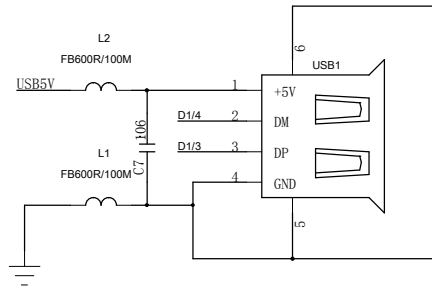 L2
FB600R/100M
USB5V
6
USB1
1
+5V
D1/4
2
DM
106
D1/3
3
DP
L1
FB600R/100M
C7
4
GND
5